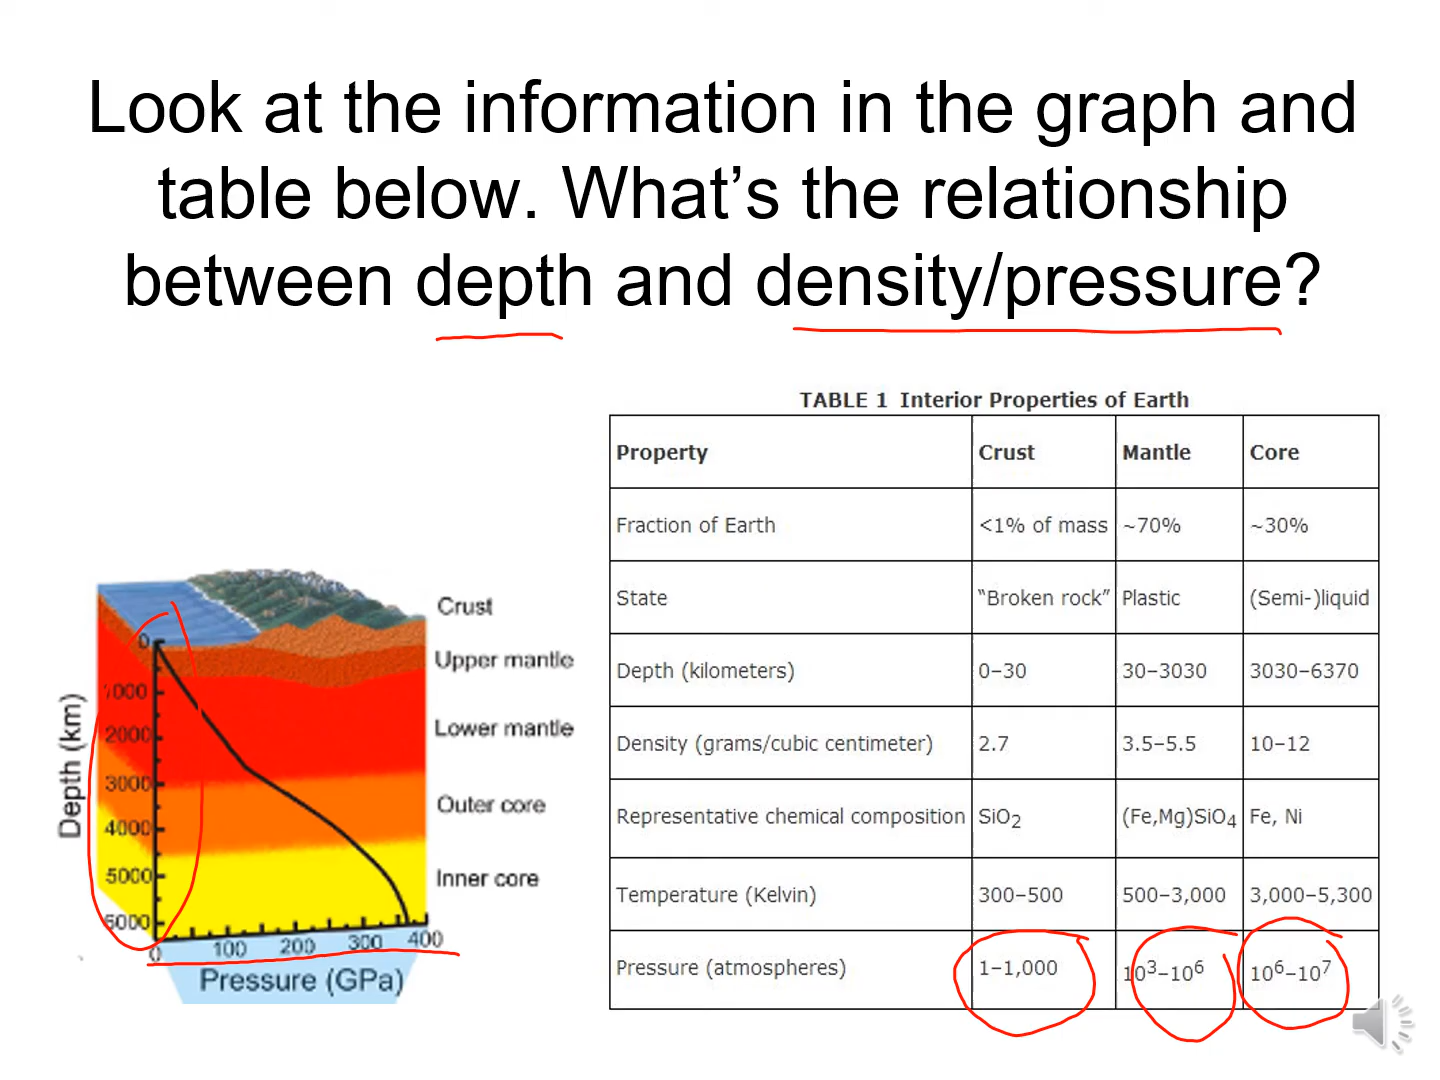 Look at the information in the graph and
table below. What’s the relationship
between depth and density/pressure?
TABLE 1 Interior Properties of Earth
Property Crust Mantle Core
Fraction of Earth <1% of mass ~70% ~30%
State “Broken rock” Plastic (Semi-)liquid
Depth (kilometers) 0–30 30–3030 3030–6370
Density (grams/cubic centimeter) 2.7 3.5–5.5 10–12
Representative chemical composition SiO2 (Fe,Mg)SiO4 Fe, Ni
Temperature (Kelvin) 300–500 500–3,000 3,000–5,300
Pressure (atmospheres) 1–1,000 10³–10⁶ 10⁶–10⁷
Crust
Upper mantle
Lower mantle
Outer core
Inner core
Depth (km)
0
1000
2000
3000
4000
5000
6000
0 100 200 300 400
Pressure (GPa)